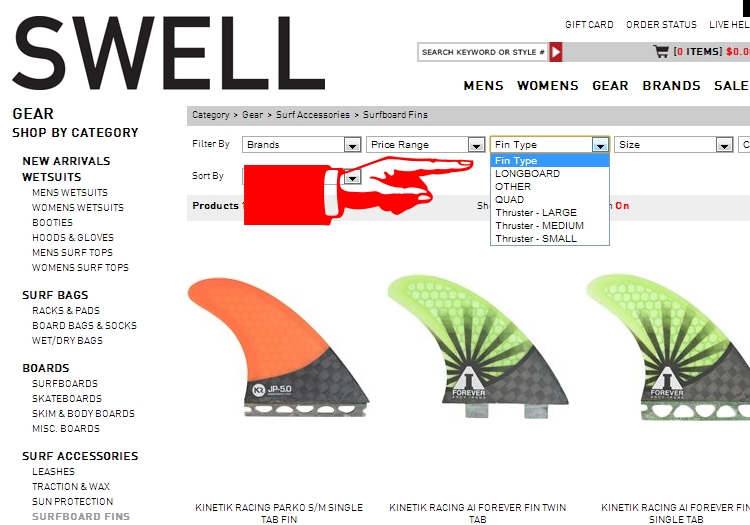 SWELL
GIFT CARD ORDER STATUS LIVE HEL
SEARCH KEYWORD OR STYLE #
[0 ITEMS] $0.0
MENS WOMENS GEAR BRANDS SALE
GEAR
SHOP BY CATEGORY
NEW ARRIVALS
WETSUITS
MENS WETSUITS
WOMENS WETSUITS
BOOTIES
HOODS & GLOVES
MENS SURF TOPS
WOMENS SURF TOPS
SURF BAGS
RACKS & PADS
BOARD BAGS & SOCKS
WET/DRY BAGS
BOARDS
SURFBOARDS
SKATEBOARDS
SKIM & BODY BOARDS
MISC. BOARDS
SURF ACCESSORIES
LEASHES
TRACTION & WAX
SUN PROTECTION
SURFBOARD FINS
Category > Gear > Surf Accessories > Surfboard Fins
Filter By Brands Price Range Fin Type Size C
Sort By
Fin Type
LONGBOARD
OTHER
QUAD
Thruster - LARGE
Thruster - MEDIUM
Thruster - SMALL
Products Sh On
KR JP-5.0
AI FOREVER
AI FOREVER
KINETIK RACING PARKO S/M SINGLE
TAB FIN
KINETIK RACING AI FOREVER FIN TWIN
TAB
KINETIK RACING AI FOREVER FIN
SINGLE TAB